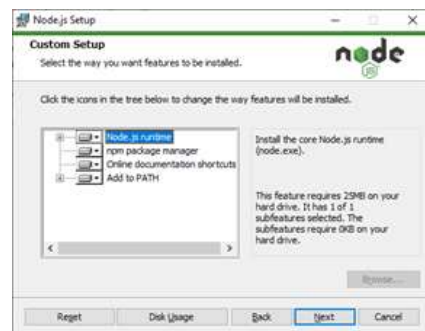 Node.js Setup
Custom Setup
Select the way you want features to be installed.
node
JS
Click the icons in the tree below to change the way features will be installed.
Node.js runtime
npm package manager
Online documentation shortcuts
Add to PATH
Install the core Node.js runtime
(node.exe).
This feature requires 25MB on your
hard drive. It has 1 of 1
subfeatures selected. The
subfeatures require 0KB on your
hard drive.
Browse...
Reset
Disk Usage
Back
Next
Cancel